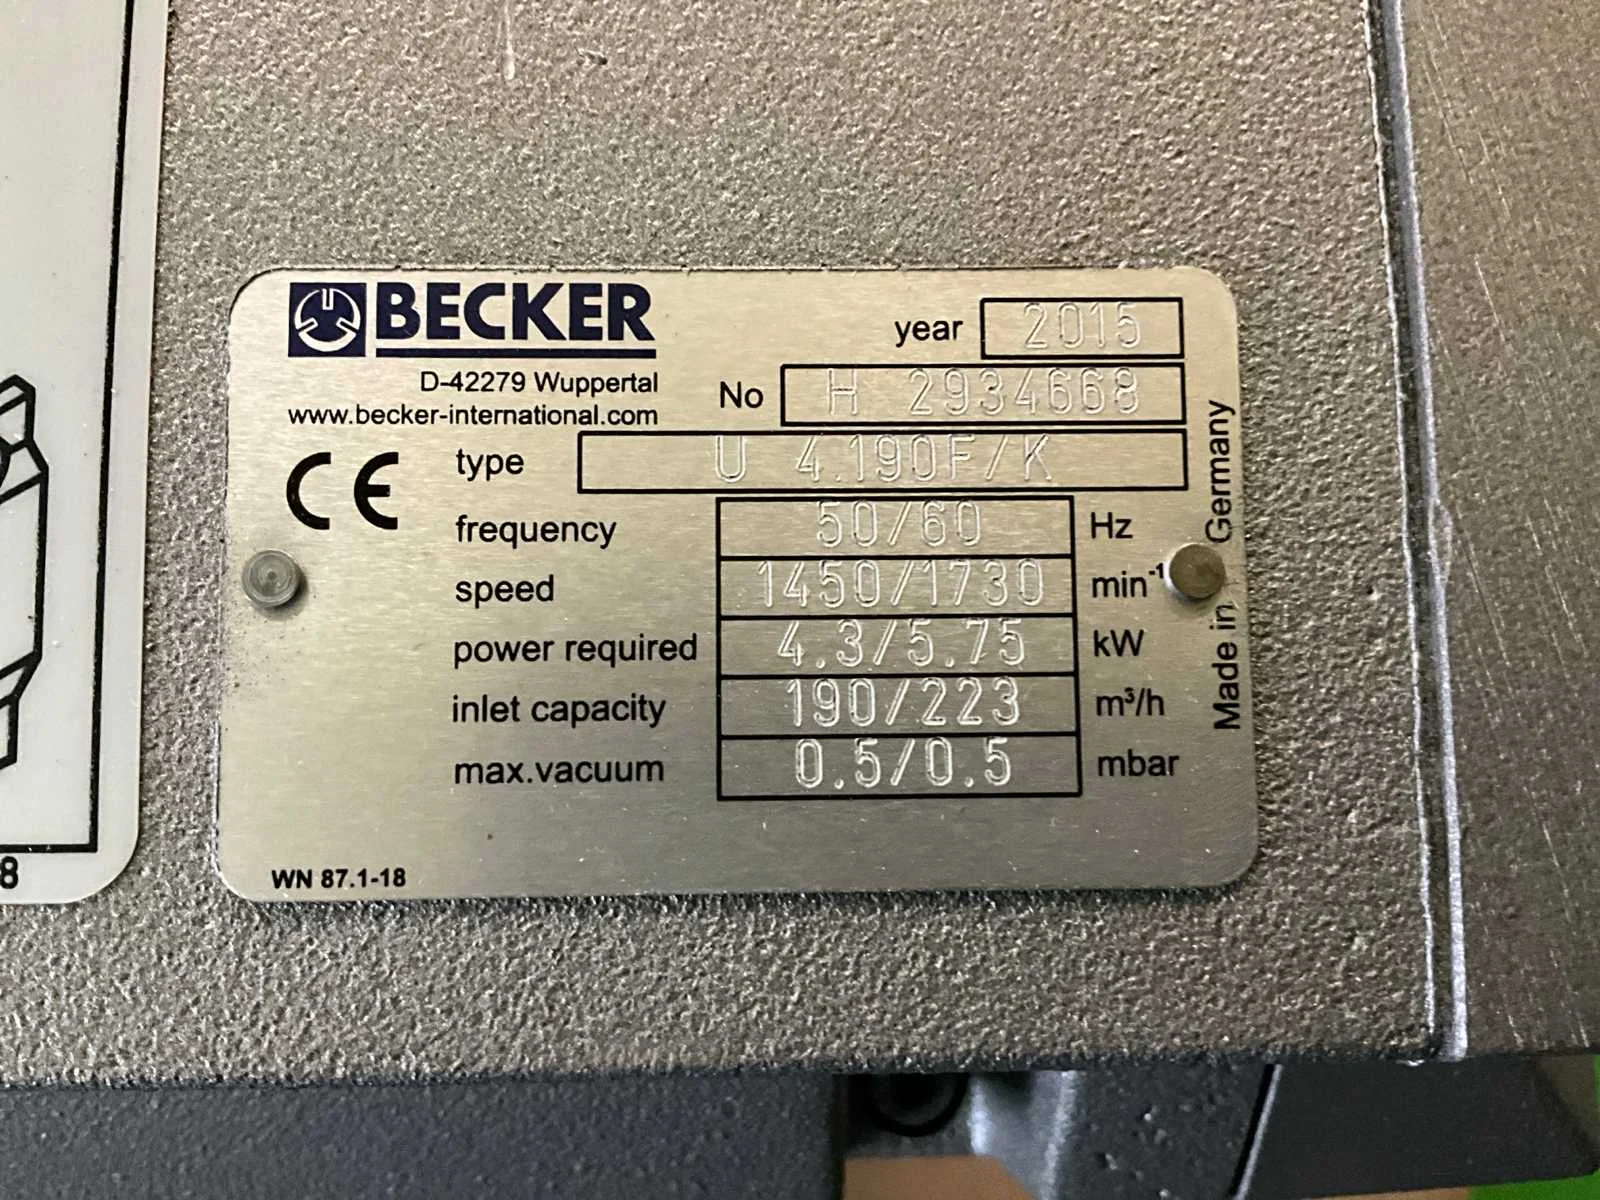 BECKER
D-42279 Wuppertal
www.becker-international.com
year 2015
No H 2934668
type U 4.190F/K
CE
frequency 50/60 Hz
speed 1450/1730 min⁻¹
power required 4.3/5.75 kW
inlet capacity 190/223 m³/h
max.vacuum 0.5/0.5 mbar
Made in Germany
WN 87.1-18
8